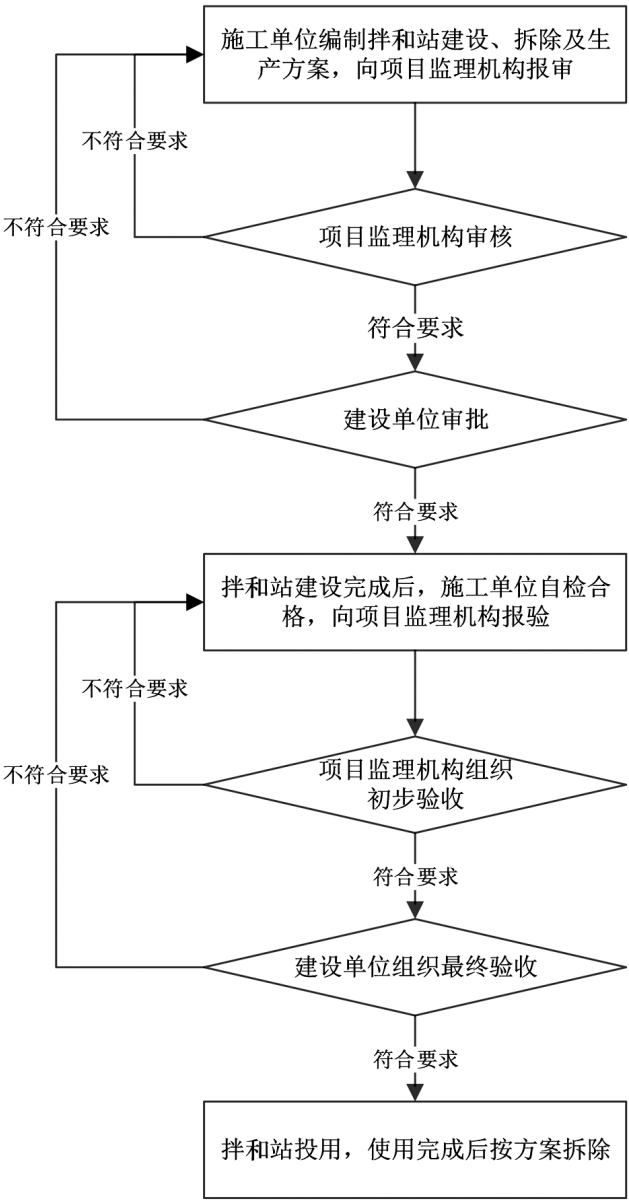 施工单位编制拌和站建设、拆除及生
产方案，向项目监理机构报审
不符合要求
不符合要求
项目监理机构审核
符合要求
建设单位审批
符合要求
拌和站建设完成后，施工单位自检合
格，向项目监理机构报验
不符合要求
不符合要求
项目监理机构组织
初步验收
符合要求
建设单位组织最终验收
符合要求
拌和站投用，使用完成后按方案拆除